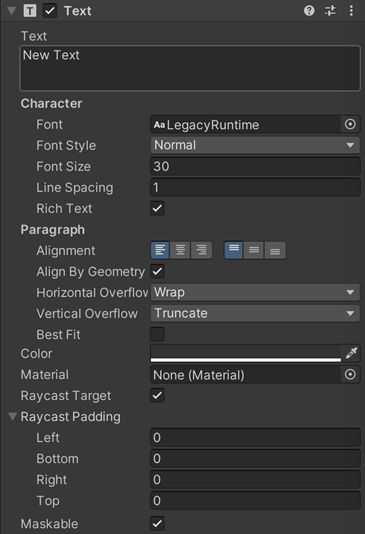 Text
Text
New Text
Character
Font Aa LegacyRuntime
Font Style Normal
Font Size 30
Line Spacing 1
Rich Text
Paragraph
Alignment
Align By Geometry
Horizontal Overflow Wrap
Vertical Overflow Truncate
Best Fit
Color
Material None (Material)
Raycast Target
Raycast Padding
Left 0
Bottom 0
Right 0
Top 0
Maskable